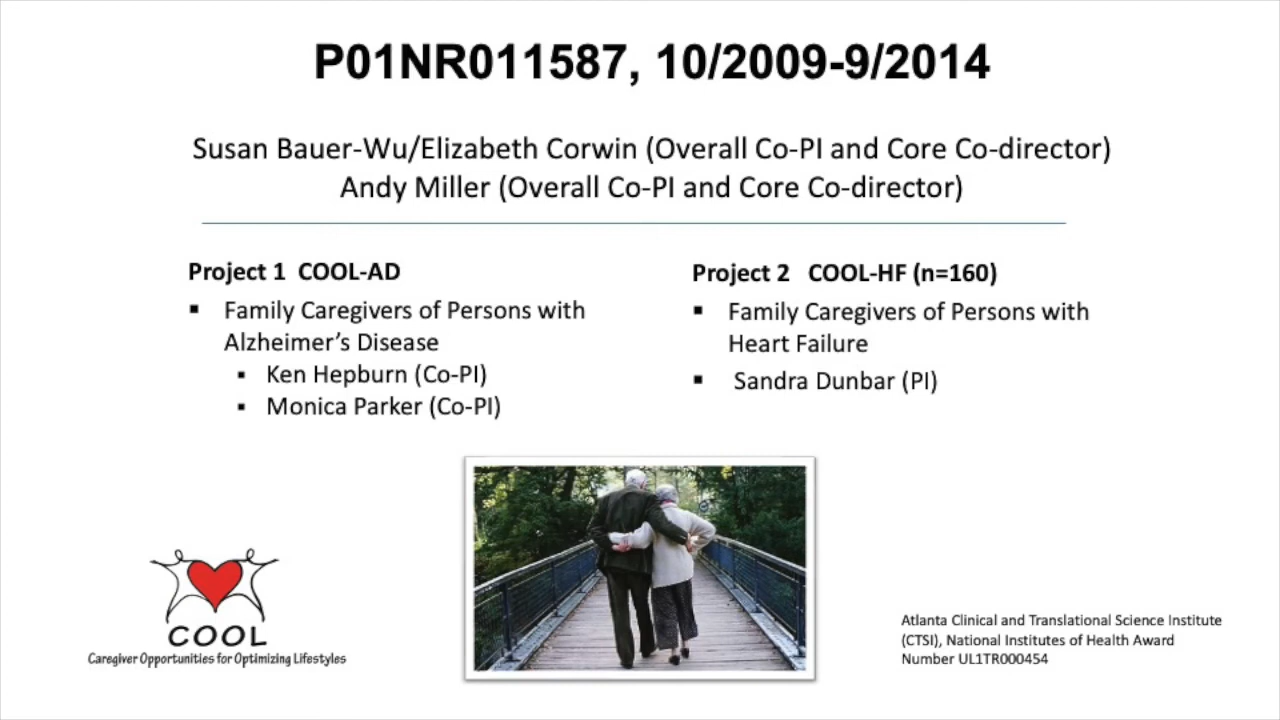 P01NR011587, 10/2009-9/2014
Susan Bauer-Wu/Elizabeth Corwin (Overall Co-PI and Core Co-director)
Andy Miller (Overall Co-PI and Core Co-director)
Project 1  COOL-AD
▪ Family Caregivers of Persons with
Alzheimer’s Disease
▪ Ken Hepburn (Co-PI)
▪ Monica Parker (Co-PI)
Project 2   COOL-HF (n=160)
▪ Family Caregivers of Persons with
Heart Failure
▪ Sandra Dunbar (PI)
COOL
Caregiver Opportunities for Optimizing Lifestyles
Atlanta Clinical and Translational Science Institute
(CTSI), National Institutes of Health Award
Number UL1TR000454